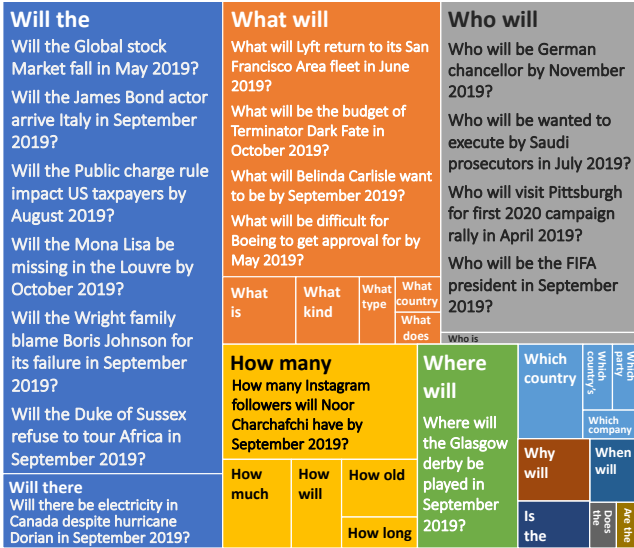 Will the
Will the Global stock
Market fall in May 2019?
Will the James Bond actor
arrive Italy in September
2019?
Will the Public charge rule
impact US taxpayers by
August 2019?
Will the Mona Lisa be
missing in the Louvre by
October 2019?
Will the Wright family
blame Boris Johnson for
its failure in September
2019?
Will the Duke of Sussex
refuse to tour Africa in
September 2019?
Will there
Will there be electricity in
Canada despite hurricane
Dorian in September 2019?
What will
What will Lyft return to its San
Francisco Area fleet in June
2019?
What will be the budget of
Terminator Dark Fate in
October 2019?
What will Belinda Carlisle want
to be by September 2019?
What will be difficult for
Boeing to get approval for by
May 2019?
What
is
What
kind
What
type
What
country
What
does
Who will
Who will be German
chancellor by November
2019?
Who will be wanted to
execute by Saudi
prosecutors in July 2019?
Who will visit Pittsburgh
for first 2020 campaign
rally in April 2019?
Who will be the FIFA
president in September
2019?
Who is
How many
How many Instagram
followers will Noor
Charchafchi have by
September 2019?
How
much
How
will
How old
How long
Where
will
Where will
the Glasgow
derby be
played in
September
2019?
Which
country
Which
country's
Which
party
Which
company
Why
will
When
will
Is
the
Does
the
Are the